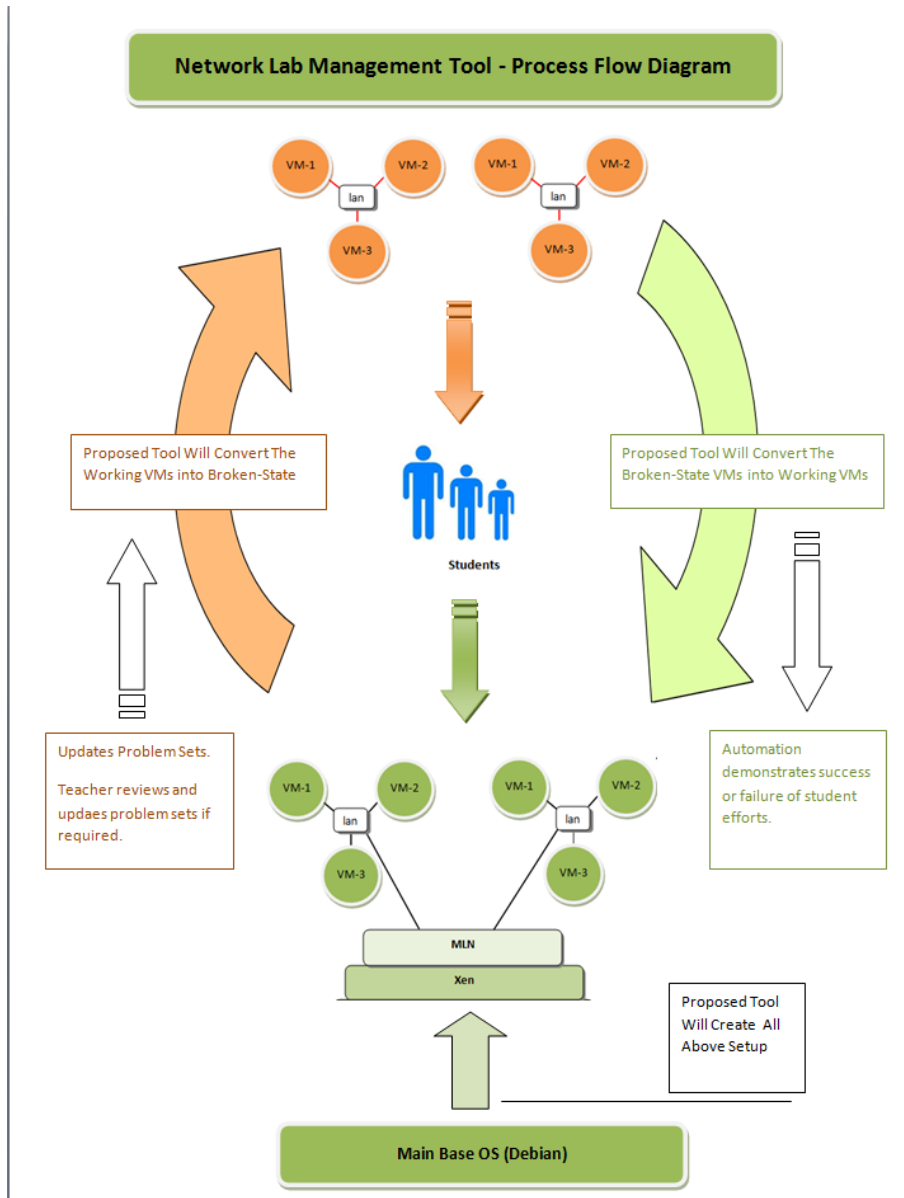 Network Lab Management Tool - Process Flow Diagram
VM-1
VM-2
lan
VM-3
VM-1
VM-2
lan
VM-3
Proposed Tool Will Convert The
Working VMs into Broken-State
Proposed Tool Will Convert The
Broken-State VMs into Working VMs
Students
Updates Problem Sets.
Teacher reviews and
updaes problem sets if
required.
Automation
demonstrates success
or failure of student
efforts.
VM-1
VM-2
lan
VM-3
VM-1
VM-2
lan
VM-3
MLN
Xen
Proposed Tool
Will Create All
Above Setup
Main Base OS (Debian)